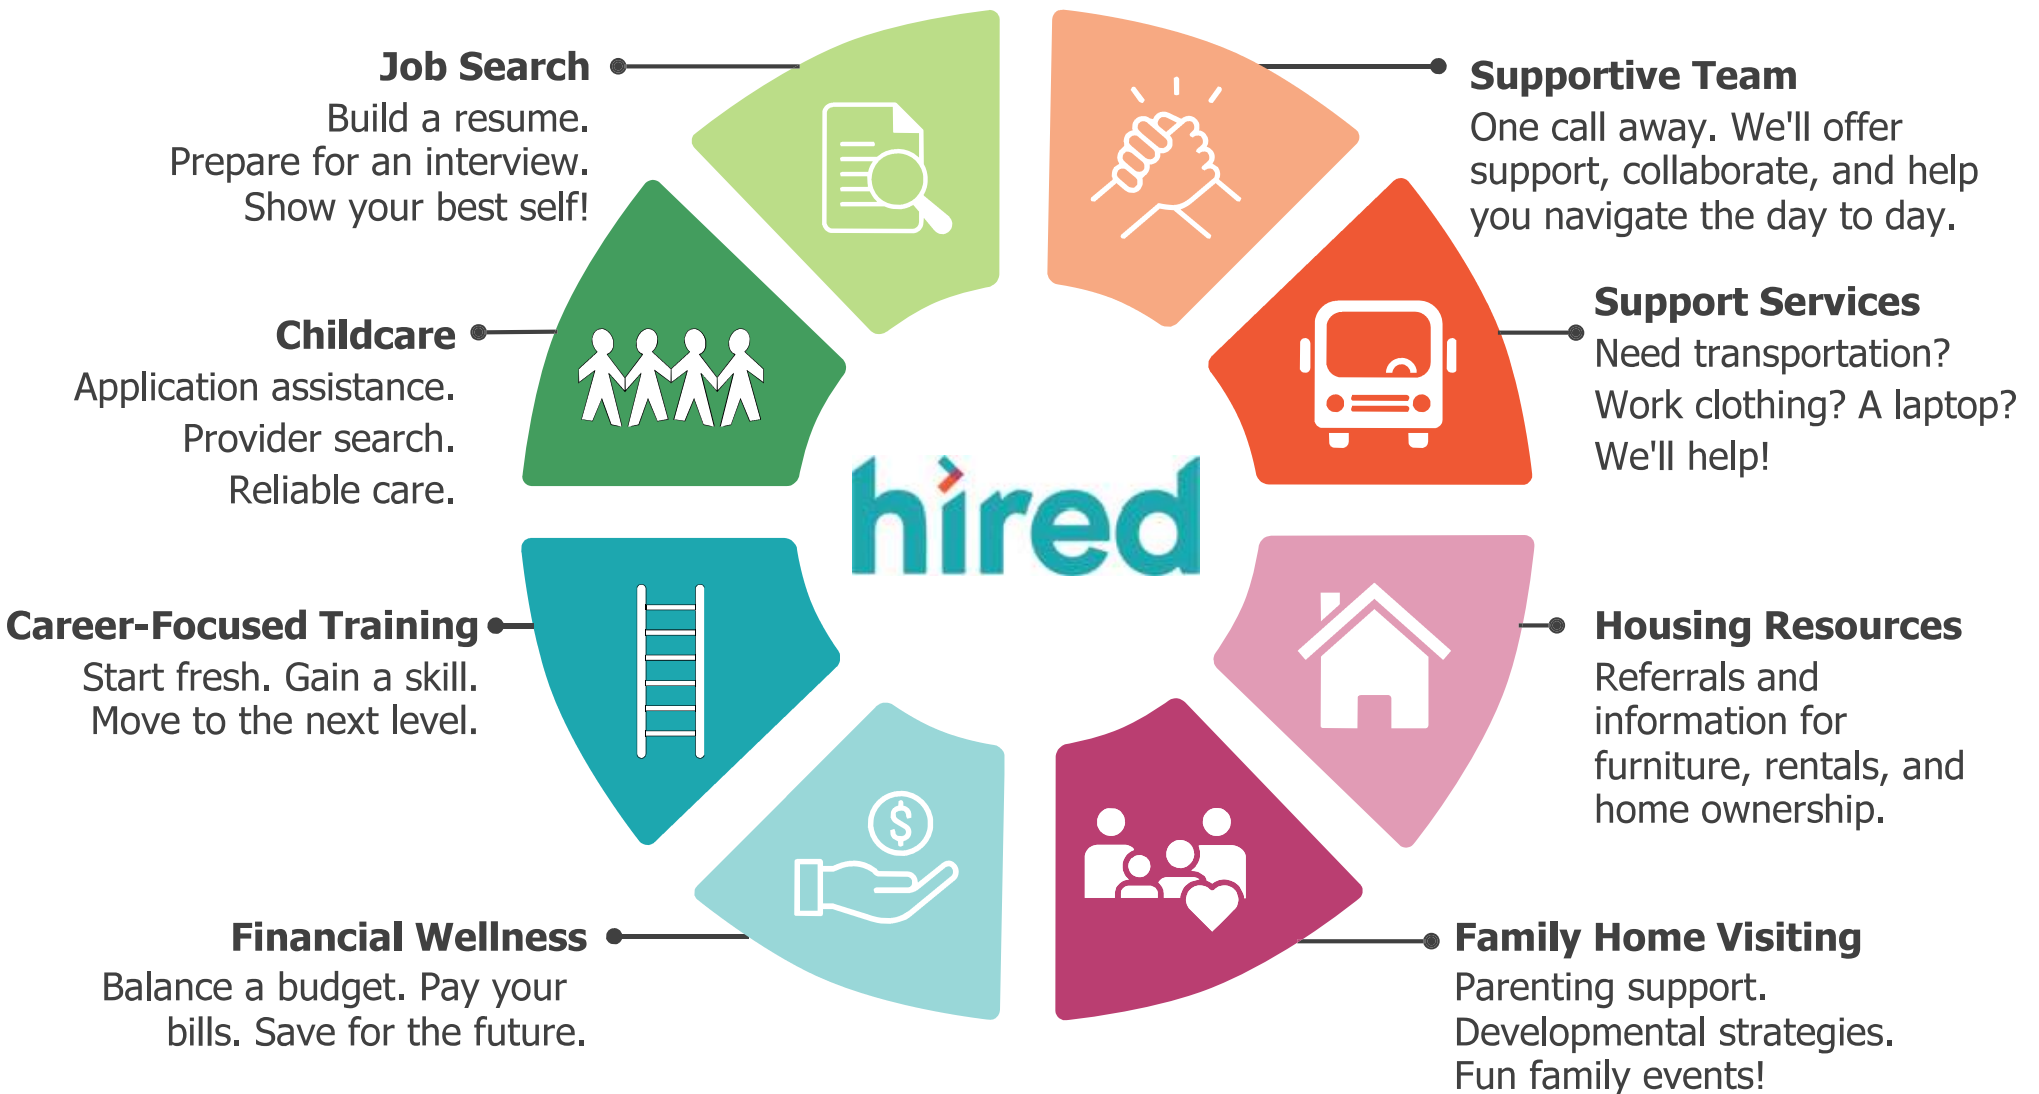 Job Search
Build a resume.
Prepare for an interview.
Show your best self!
Supportive Team
One call away. We'll offer
support, collaborate, and help
you navigate the day to day.
Childcare
Application assistance.
Provider search.
Reliable care.
Support Services
Need transportation?
Work clothing? A laptop?
We'll help!
hired
Career-Focused Training
Start fresh. Gain a skill.
Move to the next level.
Housing Resources
Referrals and
information for
furniture, rentals, and
home ownership.
$
Financial Wellness
Balance a budget. Pay your
bills. Save for the future.
Family Home Visiting
Parenting support.
Developmental strategies.
Fun family events!